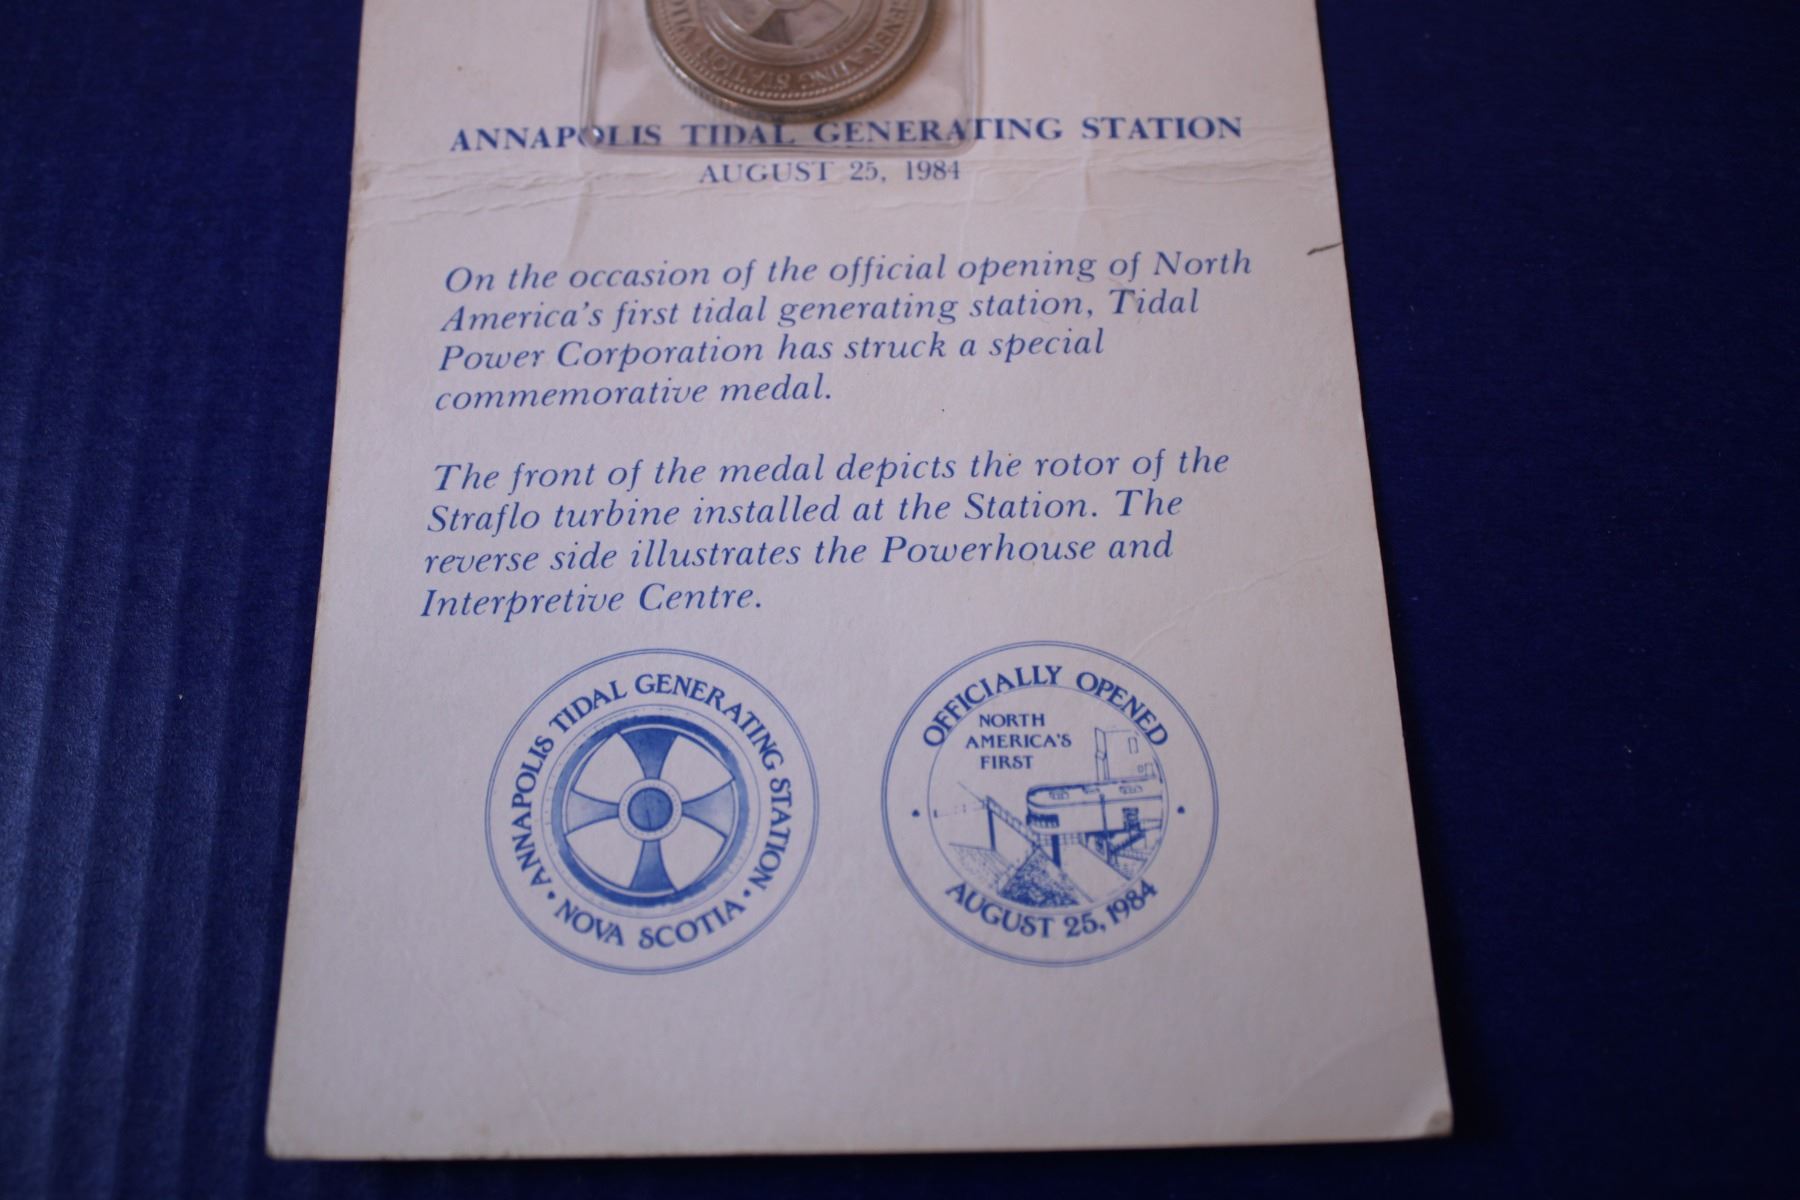 GENERATING STATION
ANNAPOLIS TIDAL GENERATING STATION
AUGUST 25, 1984
On the occasion of the official opening of North
America's first tidal generating station, Tidal
Power Corporation has struck a special
commemorative medal.
The front of the medal depicts the rotor of the
Straflo turbine installed at the Station. The
reverse side illustrates the Powerhouse and
Interpretive Centre.
ANNAPOLIS TIDAL GENERATING STATION
• NOVA SCOTIA •
OFFICIALLY OPENED
NORTH
AMERICA'S
FIRST
AUGUST 25, 1984